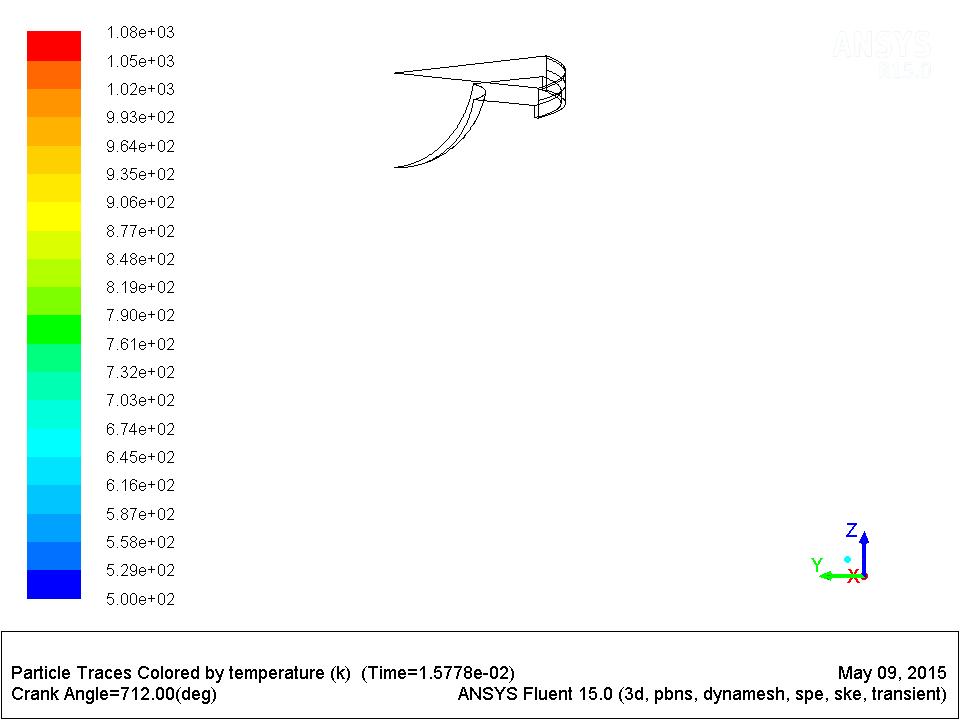 1.08e+03
1.05e+03
1.02e+03
9.93e+02
9.64e+02
9.35e+02
9.06e+02
8.77e+02
8.48e+02
8.19e+02
7.90e+02
7.61e+02
7.32e+02
7.03e+02
6.74e+02
6.45e+02
6.16e+02
5.87e+02
5.58e+02
5.29e+02
5.00e+02
ANSYS
R15.0
Z
Y
X
Particle Traces Colored by temperature (k) (Time=1.5778e-02) May 09, 2015
Crank Angle=712.00(deg) ANSYS Fluent 15.0 (3d, pbns, dynamesh, spe, ske, transient)